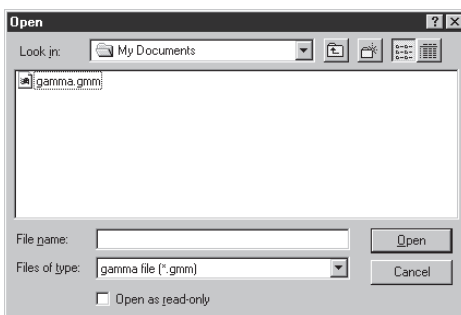 Open
Look in: My Documents
gamma.gmm
File name:
Open
Files of type: gamma file (*.gmm)
Cancel
Open as read-only